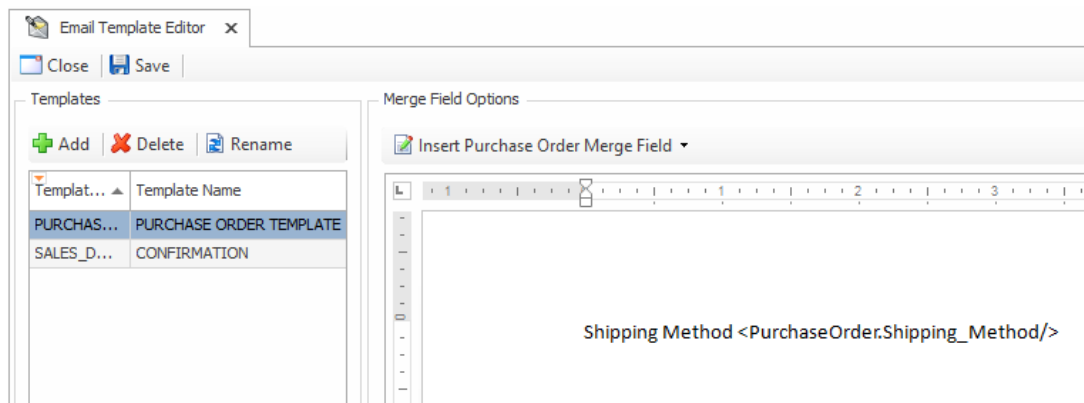 Email Template Editor x
Close Save
Templates
Merge Field Options
Add Delete Rename
Insert Purchase Order Merge Field
Templat... Template Name
L 1 1 2 3
PURCHAS... PURCHASE ORDER TEMPLATE
SALES_D... CONFIRMATION
Shipping Method <PurchaseOrder.Shipping_Method/>